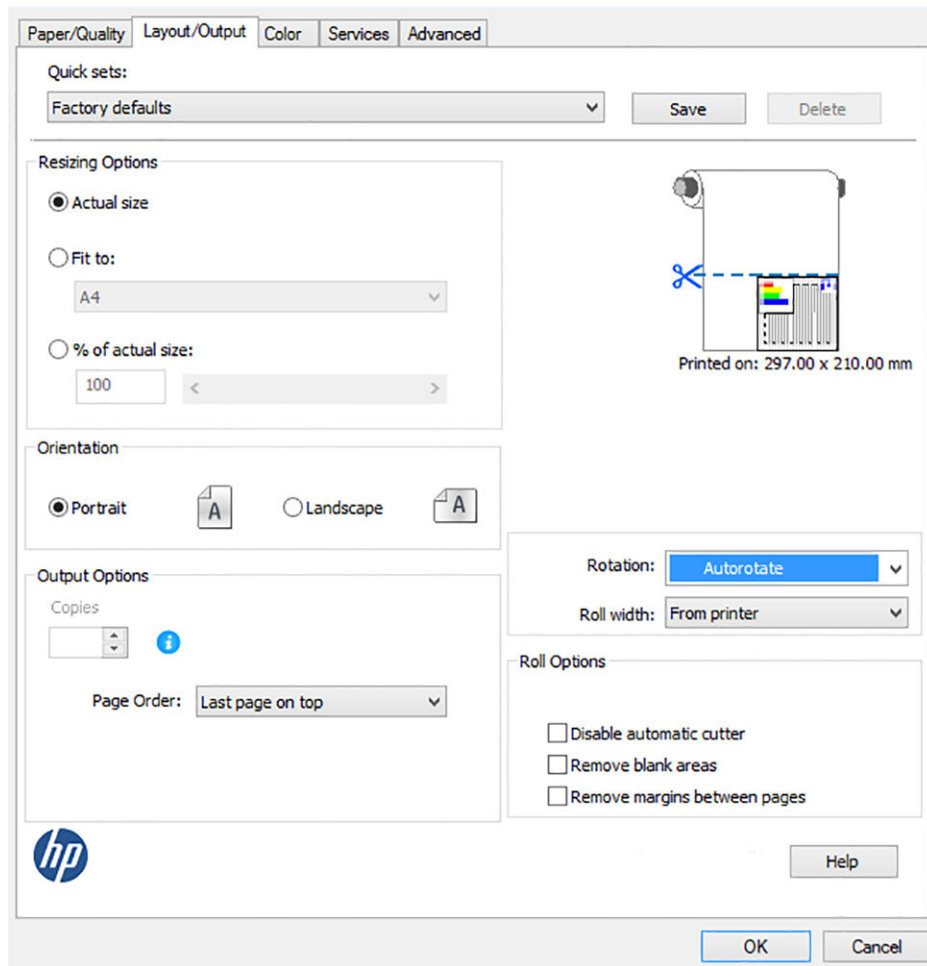 Paper/Quality Layout/Output Color Services Advanced
Quick sets:
Factory defaults Save Delete
Resizing Options
Actual size
Fit to:
A4
% of actual size:
100
Printed on: 297.00 x 210.00 mm
Orientation
A Portrait A Landscape
Rotation: Autorotate
Roll width: From printer
Output Options
Copies
i
Page Order: Last page on top
Roll Options
Disable automatic cutter
Remove blank areas
Remove margins between pages
hp
Help
OK Cancel